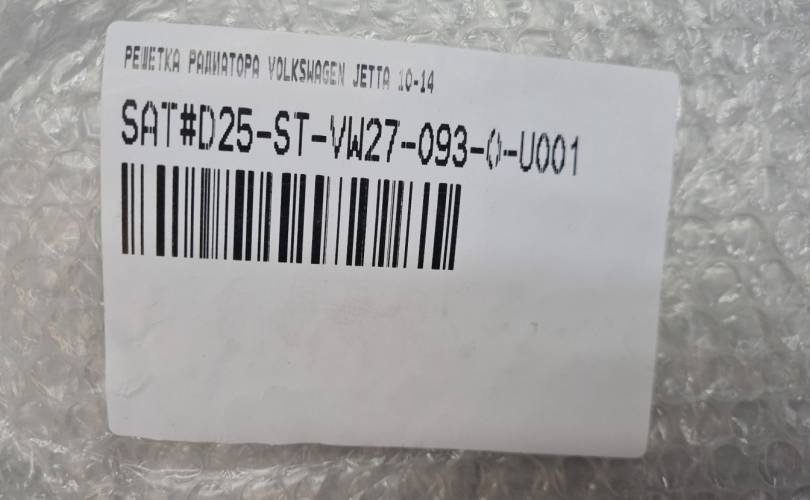 РЕШЕТКА РАДИАТОРА VOLKSWAGEN JETTA 10-14
SAT#D25-ST-VW27-093-0-U001